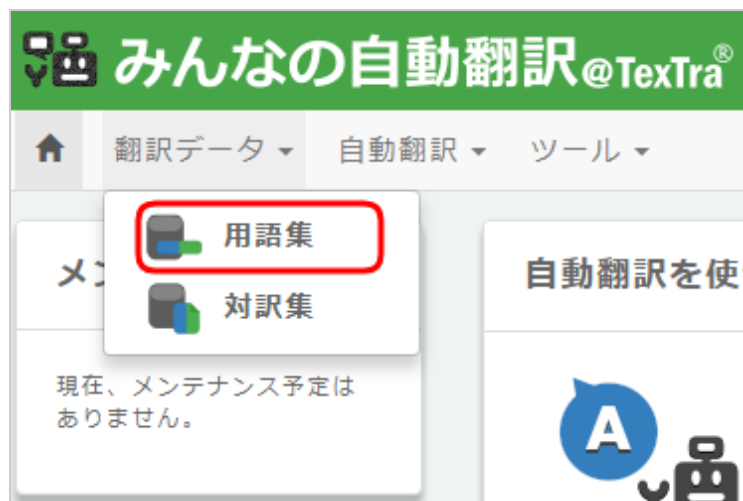 みんなの自動翻訳@TexTra®
翻訳データ 自動翻訳 ツール
用語集
対訳集
メン
自動翻訳を使
現在、メンテナンス予定は
ありません。
A